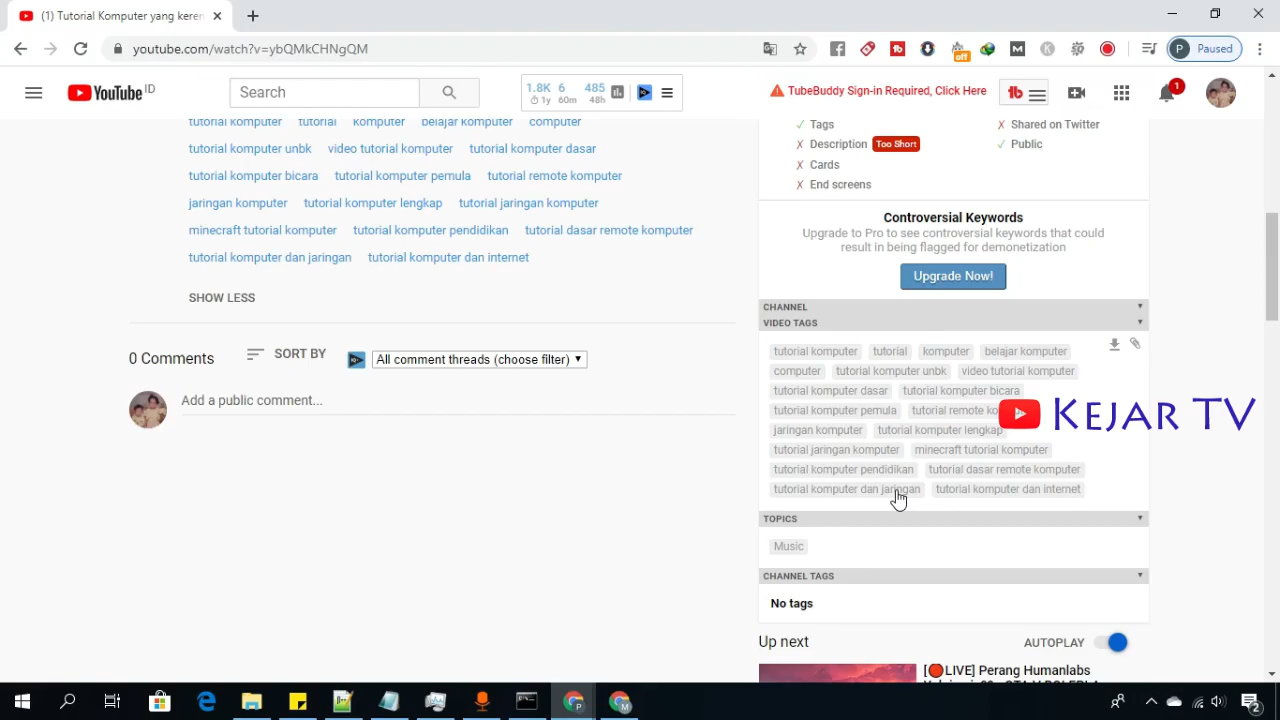 (1) Tutorial Komputer yang keren
youtube.com/watch?v=ybQMkCHNgQM
off
Paused
P
YouTube ID
Search
1.8K 6 485
1y 60m 48h
TubeBuddy Sign-in Required, Click Here
1
tutorial komputer tutorial komputer belajar komputer computer
tutorial komputer unbk video tutorial komputer tutorial komputer dasar
tutorial komputer bicara tutorial komputer pemula tutorial remote komputer
jaringan komputer tutorial komputer lengkap tutorial jaringan komputer
minecraft tutorial komputer tutorial komputer pendidikan tutorial dasar remote komputer
tutorial komputer dan jaringan tutorial komputer dan internet
SHOW LESS
0 Comments SORT BY All comment threads (choose filter)
Add a public comment...
Tags Shared on Twitter
Description Too Short Public
Cards
End screens
Controversial Keywords
Upgrade to Pro to see controversial keywords that could
result in being flagged for demonetization
Upgrade Now!
CHANNEL
VIDEO TAGS
tutorial komputer tutorial komputer belajar komputer
computer tutorial komputer unbk video tutorial komputer
tutorial komputer dasar tutorial komputer bicara
tutorial komputer pemula tutorial remote
jaringan komputer tutorial komputer lengkap
tutorial jaringan komputer minecraft tutorial komputer
tutorial komputer pendidikan tutorial dasar remote komputer
tutorial komputer dan jaringan tutorial komputer dan internet
KEJAR TV
TOPICS
Music
CHANNEL TAGS
No tags
Up next AUTOPLAY
[🔴LIVE] Perang Humanlabs
2